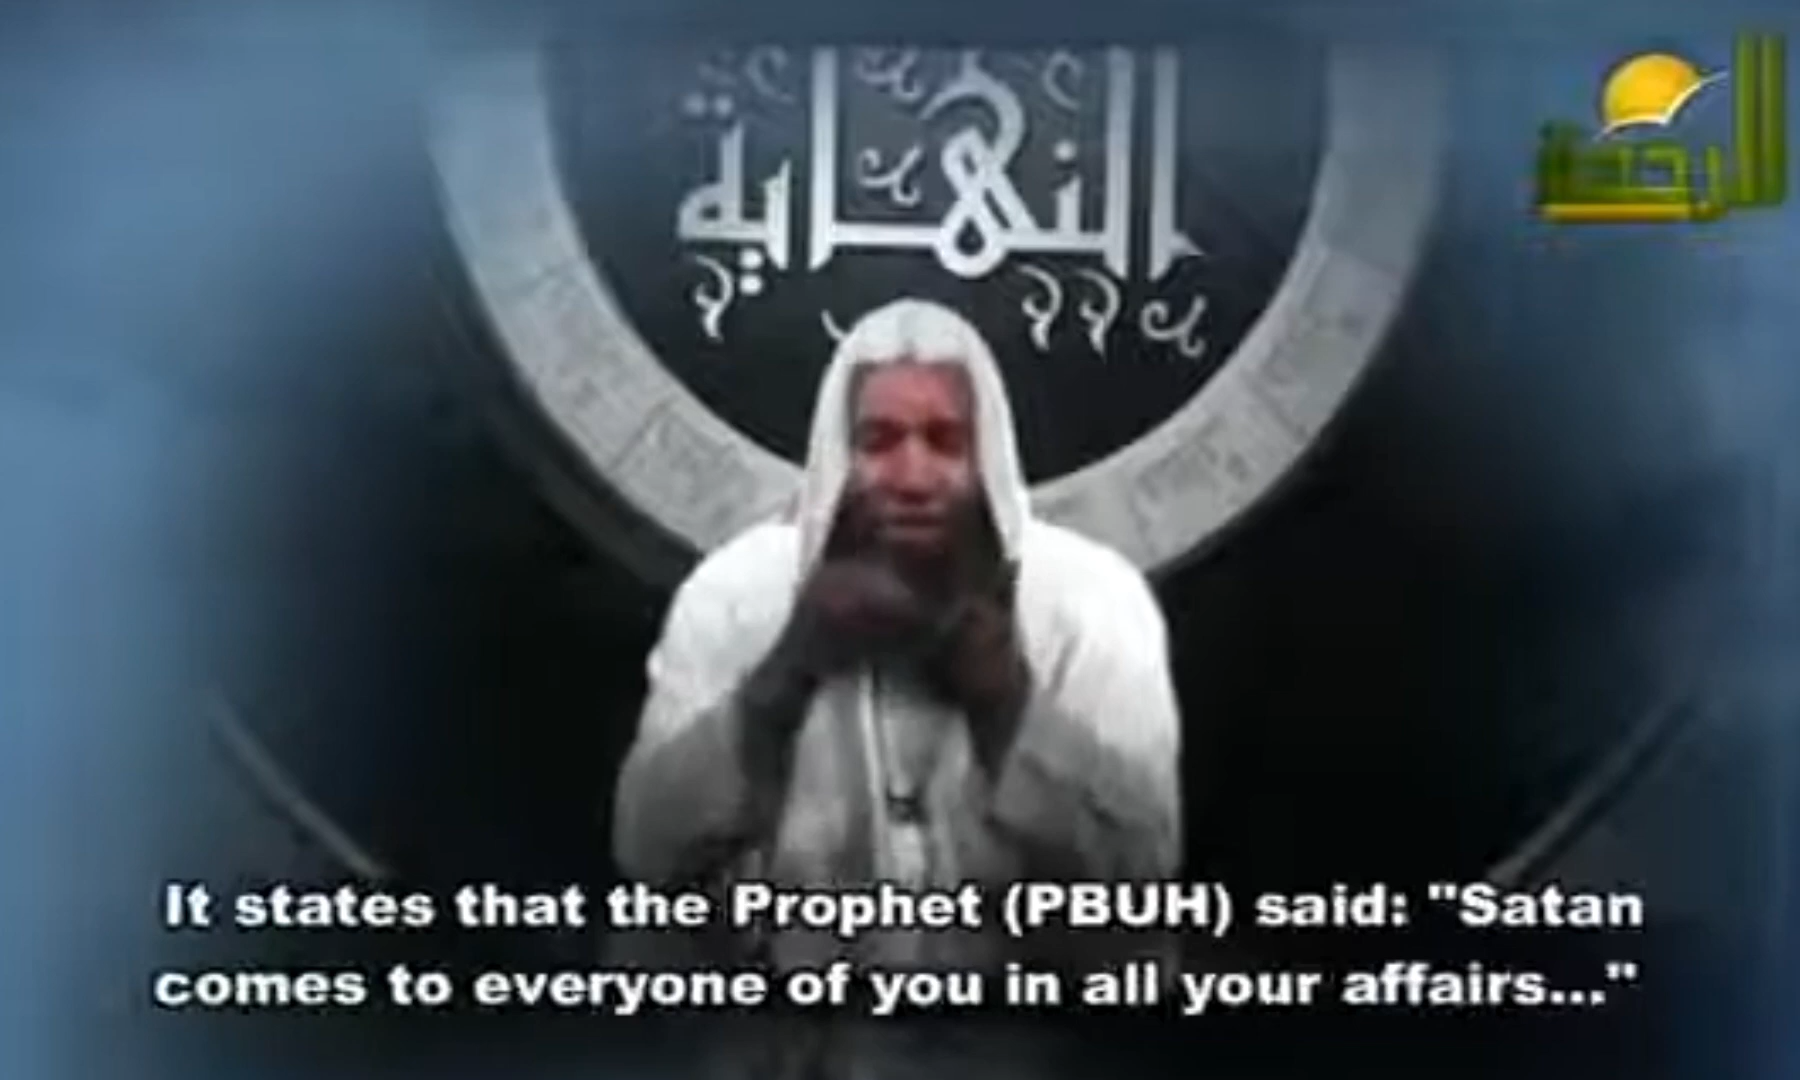 النهاية
الرحمة
It states that the Prophet (PBUH) said: "Satan
comes to everyone of you in all your affairs..."